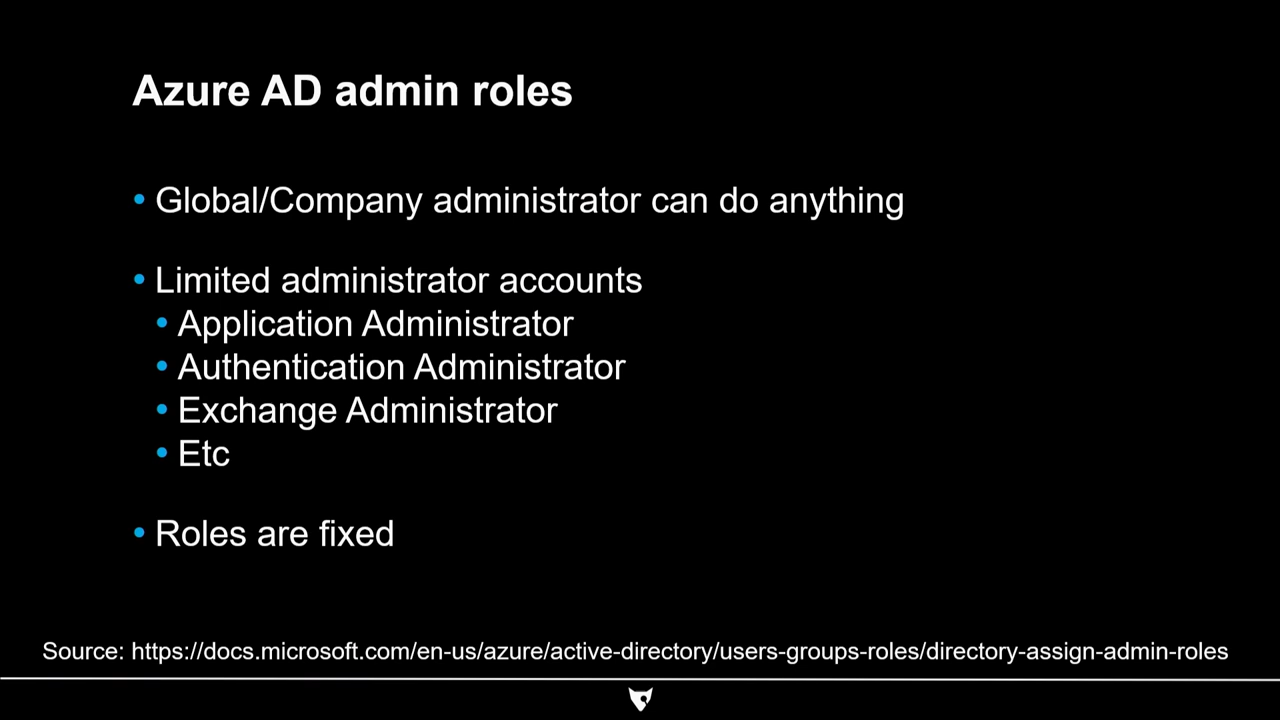 Azure AD admin roles
• Global/Company administrator can do anything
• Limited administrator accounts
• Application Administrator
• Authentication Administrator
• Exchange Administrator
• Etc
• Roles are fixed
Source: https://docs.microsoft.com/en-us/azure/active-directory/users-groups-roles/directory-assign-admin-roles